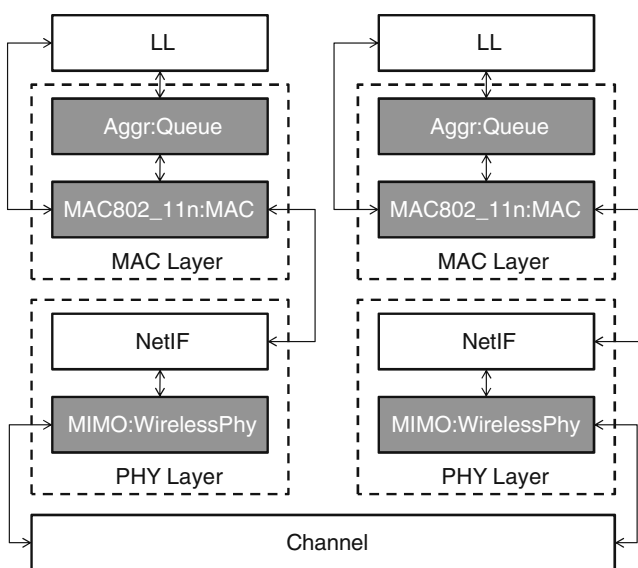 LL
Aggr:Queue
MAC802_11n:MAC
MAC Layer
NetIF
MIMO:WirelessPhy
PHY Layer
LL
Aggr:Queue
MAC802_11n:MAC
MAC Layer
NetIF
MIMO:WirelessPhy
PHY Layer
Channel